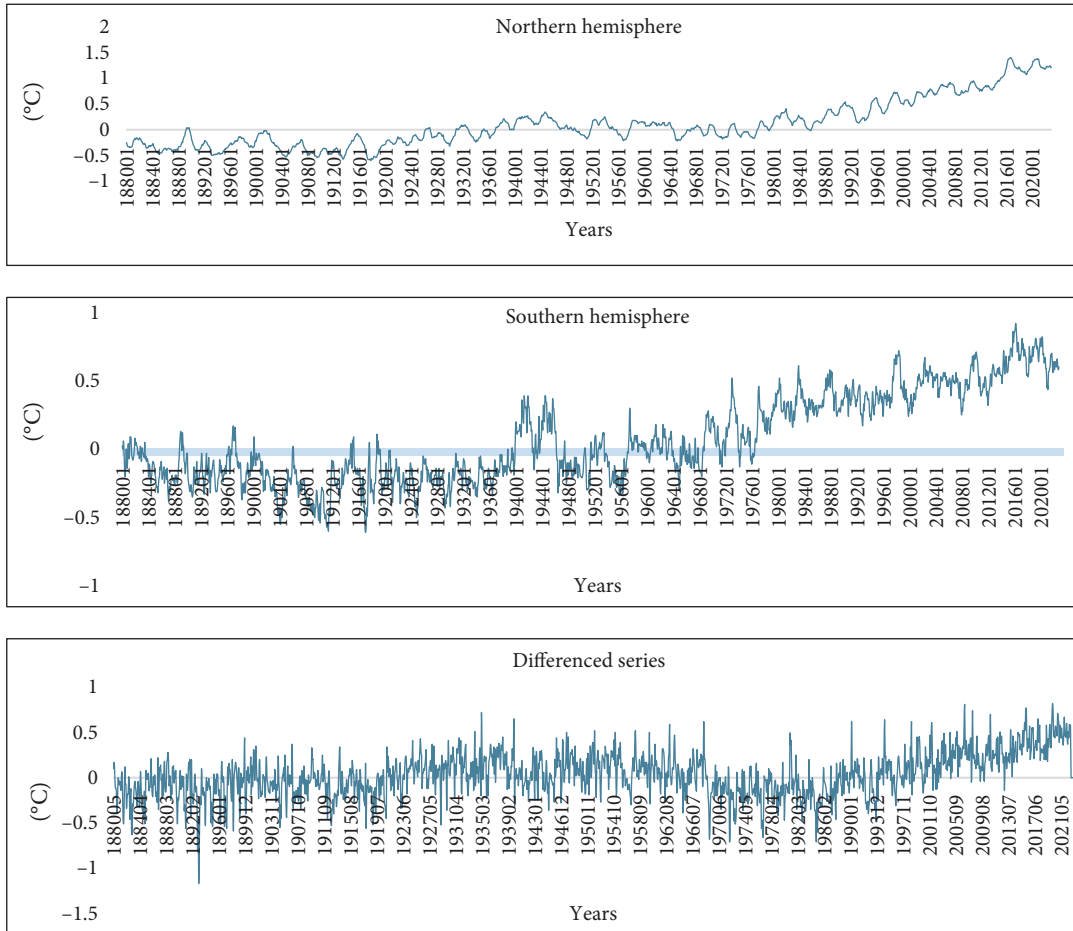 Northern hemisphere
2
1.5
1
0.5
0
−0.5
−1
(°C)
188001 188401 188801 189201 189601 190001 190401 190801 191201 191601 192001 192401 192801 193201 193601 194001 194401 194801 195201 195601 196001 196401 196801 197201 197601 198001 198401 198801 199201 199601 200001 200401 200801 201201 201601 202001
Years
Southern hemisphere
1
0.5
0
−0.5
−1
(°C)
188001 188401 188801 189201 189601 190001 190401 190801 191201 191601 192001 192401 192801 193201 193601 194001 194401 194801 195201 195601 196001 196401 196801 197201 197601 198001 198401 198801 199201 199601 200001 200401 200801 201201 201601 202001
Years
Differenced series
1
0.5
0
−0.5
−1
−1.5
(°C)
188005 188404 188803 189202 189601 189912 190311 190710 191109 191508 191907 192306 192705 193104 193503 193902 194301 194612 195011 195410 195809 196208 196607 197006 197405 197804 198203 198602 199001 199312 199711 200110 200509 200908 201307 201706 202105
Years